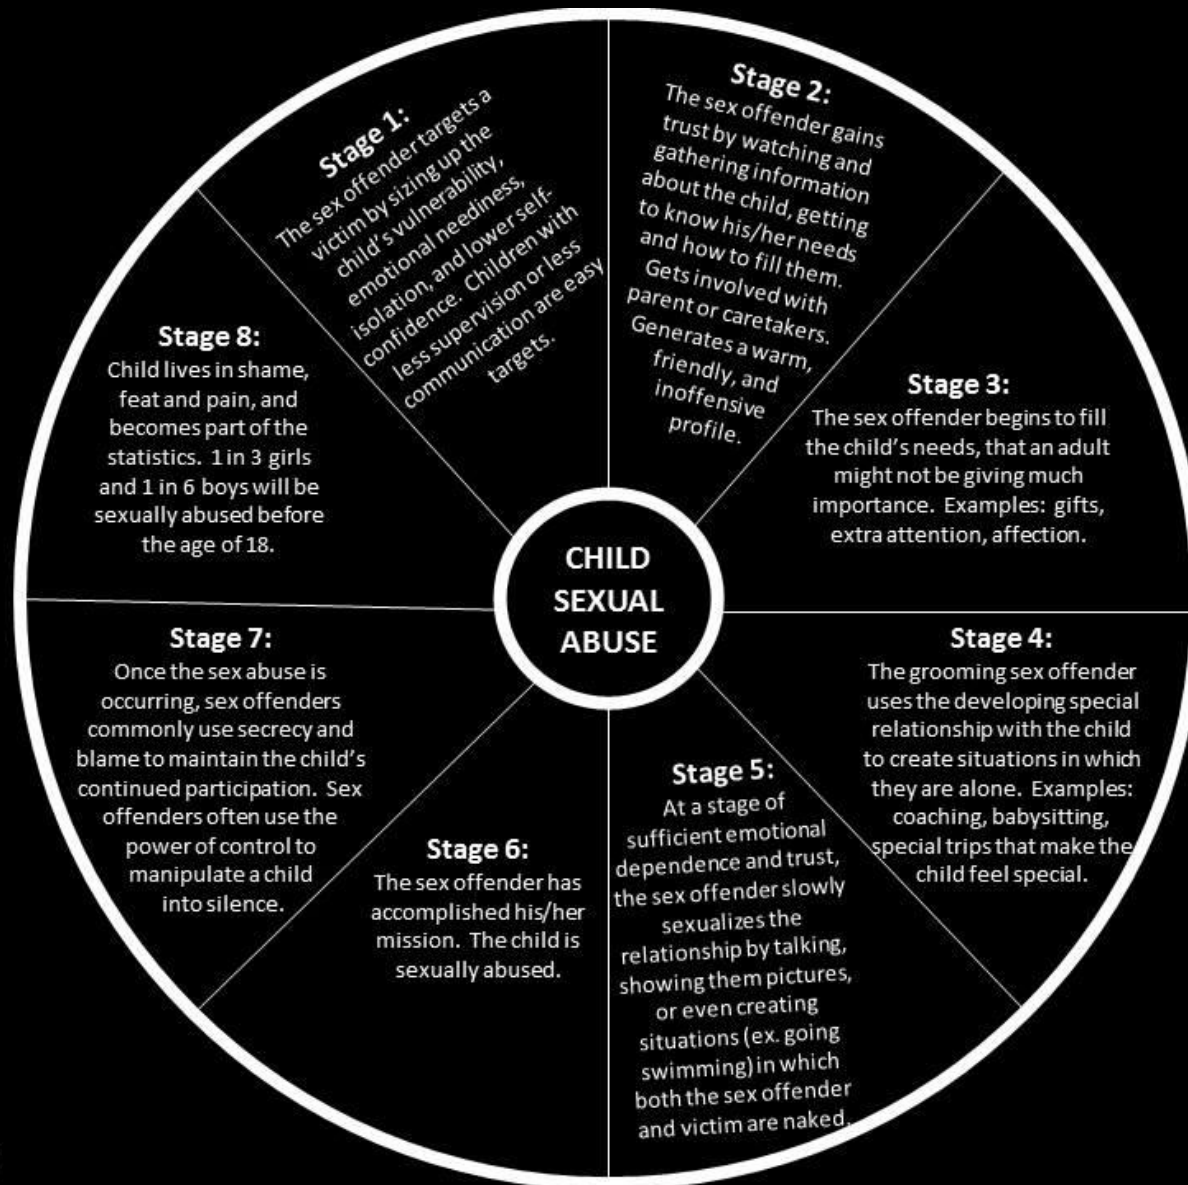 Stage 1:
The sex offender targets a
victim by sizing up the
child's vulnerability,
emotional neediness,
isolation, and lower self-
confidence. Children with
less supervision or less
communication are easy
targets.
Stage 2:
The sex offender gains
trust by watching and
gathering information
about the child, getting
to know his/her needs
and how to fill them.
Gets involved with
parent or caretakers.
Generates a warm,
friendly, and
inoffensive
profile.
Stage 3:
The sex offender begins to fill
the child's needs, that an adult
might not be giving much
importance. Examples: gifts,
extra attention, affection.
Stage 4:
The grooming sex offender
uses the developing special
relationship with the child
to create situations in which
they are alone. Examples:
coaching, babysitting,
special trips that make the
child feel special.
Stage 5:
At a stage of
sufficient emotional
dependence and trust,
the sex offender slowly
sexualizes the
relationship by talking,
showing them pictures,
or even creating
situations (ex. going
swimming) in which
both the sex offender
and victim are naked.
Stage 6:
The sex offender has
accomplished his/her
mission. The child is
sexually abused.
Stage 7:
Once the sex abuse is
occurring, sex offenders
commonly use secrecy and
blame to maintain the child's
continued participation. Sex
offenders often use the
power of control to
manipulate a child
into silence.
Stage 8:
Child lives in shame,
feat and pain, and
becomes part of the
statistics. 1 in 3 girls
and 1 in 6 boys will be
sexually abused before
the age of 18.
CHILD
SEXUAL
ABUSE